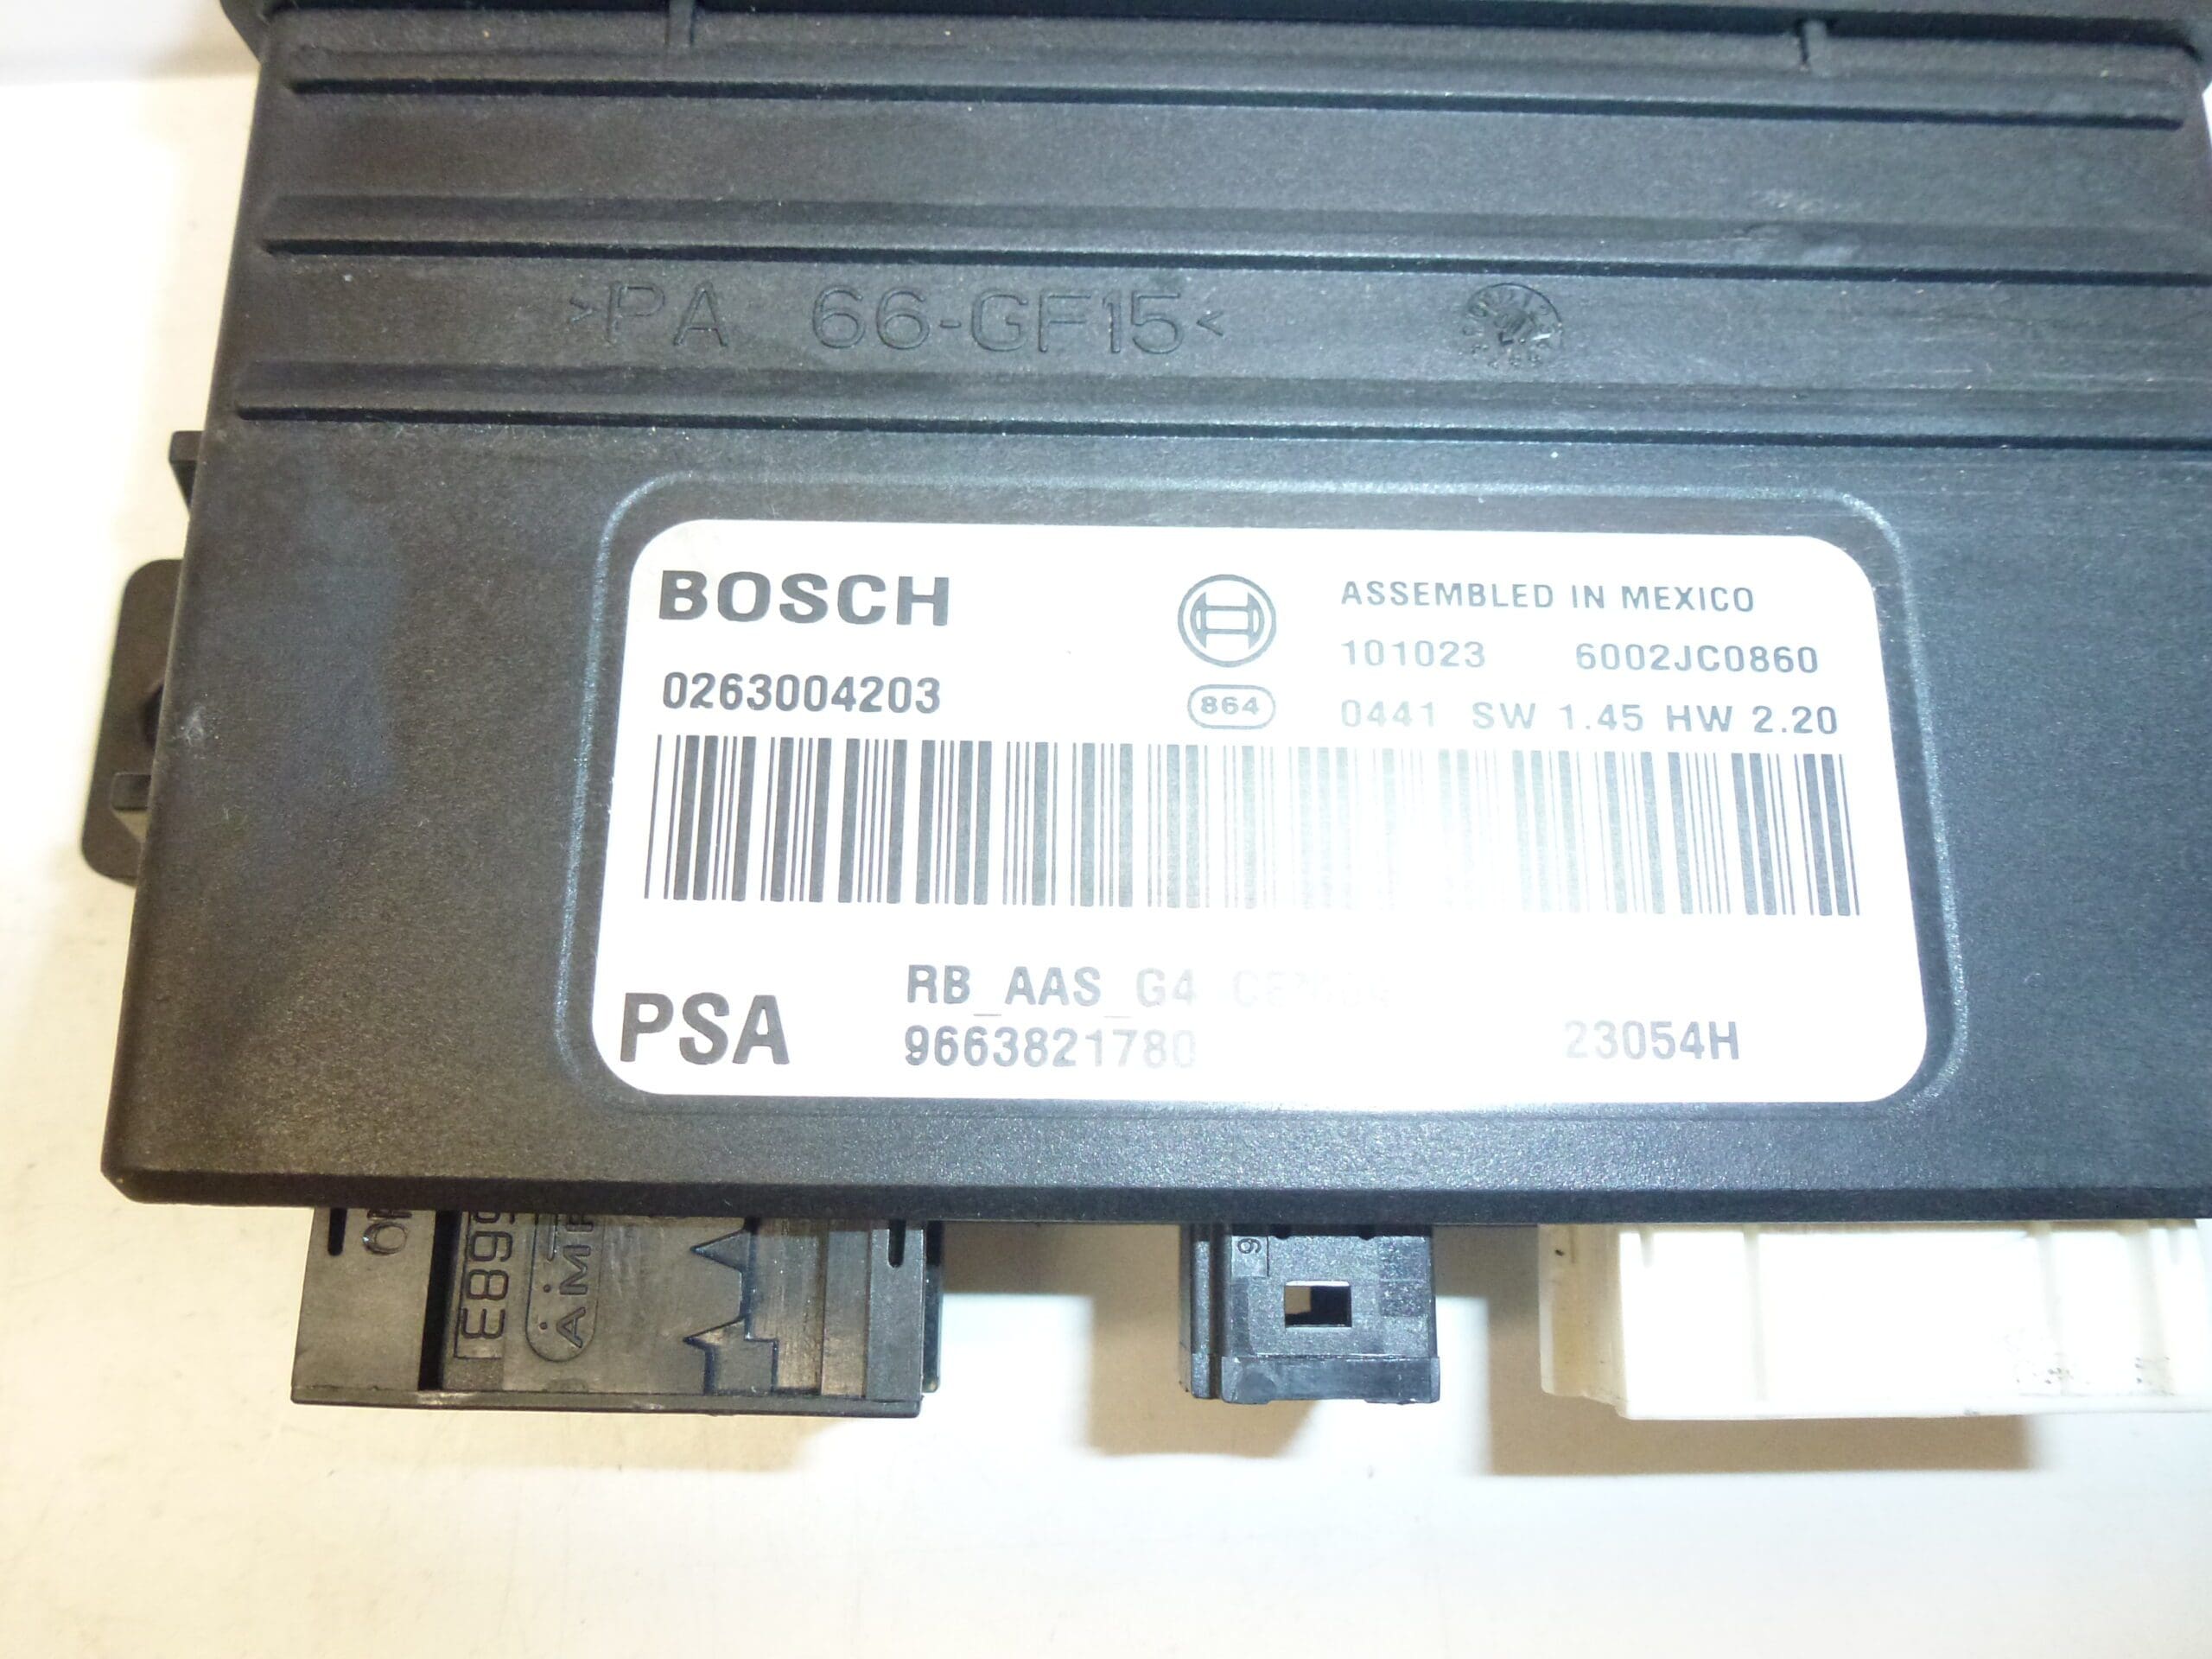 >PA 66-GF15<
BOSCH
0263004203
864
ASSEMBLED IN MEXICO
101023 6002JC0860
0441 SW 1.45 HW 2.20
PSA
RB_AAS_G4
9663821780
23054H